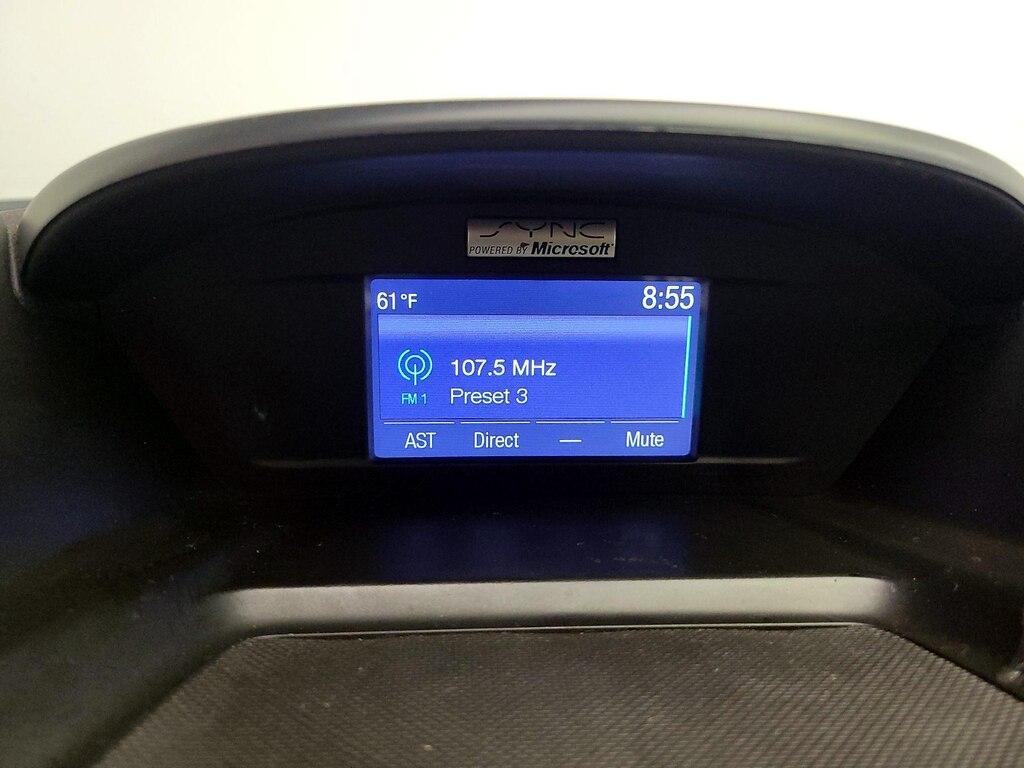 SYNC
POWERED BY Microsoft
61°F 8:55
107.5 MHz
FM 1 Preset 3
AST Direct — Mute